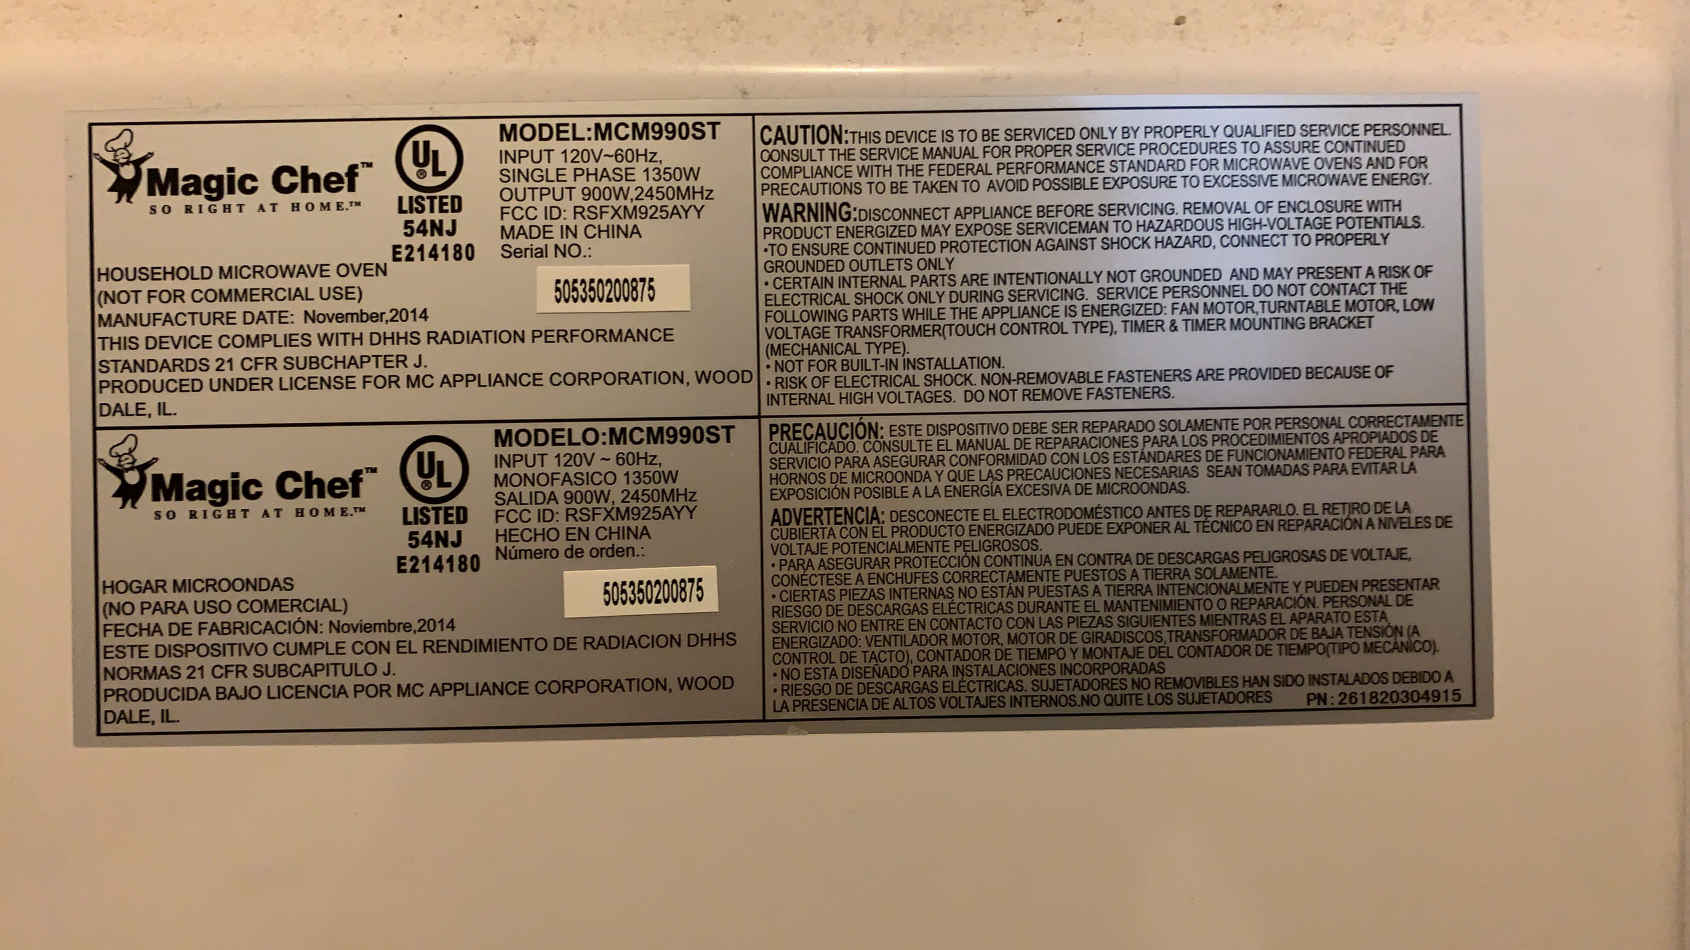 Magic Chef™
SO RIGHT AT HOME.™
UL
®
LISTED
54NJ
E214180
MODEL:MCM990ST
INPUT 120V~60Hz,
SINGLE PHASE 1350W
OUTPUT 900W,2450MHz
FCC ID: RSFXM925AYY
MADE IN CHINA
Serial NO.:
505350200875
HOUSEHOLD MICROWAVE OVEN
(NOT FOR COMMERCIAL USE)
MANUFACTURE DATE: November,2014
THIS DEVICE COMPLIES WITH DHHS RADIATION PERFORMANCE
STANDARDS 21 CFR SUBCHAPTER J.
PRODUCED UNDER LICENSE FOR MC APPLIANCE CORPORATION, WOOD
DALE, IL.
CAUTION:THIS DEVICE IS TO BE SERVICED ONLY BY PROPERLY QUALIFIED SERVICE PERSONNEL.
CONSULT THE SERVICE MANUAL FOR PROPER SERVICE PROCEDURES TO ASSURE CONTINUED
COMPLIANCE WITH THE FEDERAL PERFORMANCE STANDARD FOR MICROWAVE OVENS AND FOR
PRECAUTIONS TO BE TAKEN TO AVOID POSSIBLE EXPOSURE TO EXCESSIVE MICROWAVE ENERGY.
WARNING:DISCONNECT APPLIANCE BEFORE SERVICING. REMOVAL OF ENCLOSURE WITH
PRODUCT ENERGIZED MAY EXPOSE SERVICEMAN TO HAZARDOUS HIGH-VOLTAGE POTENTIALS.
•TO ENSURE CONTINUED PROTECTION AGAINST SHOCK HAZARD, CONNECT TO PROPERLY
GROUNDED OUTLETS ONLY
• CERTAIN INTERNAL PARTS ARE INTENTIONALLY NOT GROUNDED AND MAY PRESENT A RISK OF
ELECTRICAL SHOCK ONLY DURING SERVICING. SERVICE PERSONNEL DO NOT CONTACT THE
FOLLOWING PARTS WHILE THE APPLIANCE IS ENERGIZED: FAN MOTOR,TURNTABLE MOTOR, LOW
VOLTAGE TRANSFORMER(TOUCH CONTROL TYPE), TIMER & TIMER MOUNTING BRACKET
(MECHANICAL TYPE).
• NOT FOR BUILT-IN INSTALLATION.
• RISK OF ELECTRICAL SHOCK. NON-REMOVABLE FASTENERS ARE PROVIDED BECAUSE OF
INTERNAL HIGH VOLTAGES. DO NOT REMOVE FASTENERS.
Magic Chef™
SO RIGHT AT HOME.™
UL
®
LISTED
54NJ
E214180
MODELO:MCM990ST
INPUT 120V ~ 60Hz,
MONOFASICO 1350W
SALIDA 900W, 2450MHz
FCC ID: RSFXM925AYY
HECHO EN CHINA
Número de orden.:
505350200875
HOGAR MICROONDAS
(NO PARA USO COMERCIAL)
FECHA DE FABRICACIÓN: Noviembre,2014
ESTE DISPOSITIVO CUMPLE CON EL RENDIMIENTO DE RADIACION DHHS
NORMAS 21 CFR SUBCAPITULO J.
PRODUCIDA BAJO LICENCIA POR MC APPLIANCE CORPORATION, WOOD
DALE, IL.
PRECAUCIÓN: ESTE DISPOSITIVO DEBE SER REPARADO SOLAMENTE POR PERSONAL CORRECTAMENTE
CUALIFICADO. CONSULTE EL MANUAL DE REPARACIONES PARA LOS PROCEDIMIENTOS APROPIADOS DE
SERVICIO PARA ASEGURAR CONFORMIDAD CON LOS ESTÁNDARES DE FUNCIONAMIENTO FEDERAL PARA
HORNOS DE MICROONDA Y QUE LAS PRECAUCIONES NECESARIAS SEAN TOMADAS PARA EVITAR LA
EXPOSICIÓN POSIBLE A LA ENERGÍA EXCESIVA DE MICROONDAS.
ADVERTENCIA: DESCONECTE EL ELECTRODOMÉSTICO ANTES DE REPARARLO. EL RETIRO DE LA
CUBIERTA CON EL PRODUCTO ENERGIZADO PUEDE EXPONER AL TÉCNICO EN REPARACIÓN A NIVELES DE
VOLTAJE POTENCIALMENTE PELIGROSOS.
• PARA ASEGURAR PROTECCIÓN CONTINUA EN CONTRA DE DESCARGAS PELIGROSAS DE VOLTAJE,
CONÉCTESE A ENCHUFES CORRECTAMENTE PUESTOS A TIERRA SOLAMENTE.
• CIERTAS PIEZAS INTERNAS NO ESTÁN PUESTAS A TIERRA INTENCIONALMENTE Y PUEDEN PRESENTAR
RIESGO DE DESCARGAS ELÉCTRICAS DURANTE EL MANTENIMIENTO O REPARACIÓN. PERSONAL DE
SERVICIO NO ENTRE EN CONTACTO CON LAS PIEZAS SIGUIENTES MIENTRAS EL APARATO ESTA
ENERGIZADO: VENTILADOR MOTOR, MOTOR DE GIRADISCOS,TRANSFORMADOR DE BAJA TENSIÓN (A
CONTROL DE TACTO), CONTADOR DE TIEMPO Y MONTAJE DEL CONTADOR DE TIEMPO(TIPO MECÁNICO).
• NO ESTA DISEÑADO PARA INSTALACIONES INCORPORADAS
• RIESGO DE DESCARGAS ELÉCTRICAS. SUJETADORES NO REMOVIBLES HAN SIDO INSTALADOS DEBIDO A
LA PRESENCIA DE ALTOS VOLTAJES INTERNOS.NO QUITE LOS SUJETADORES
PN: 261820304915